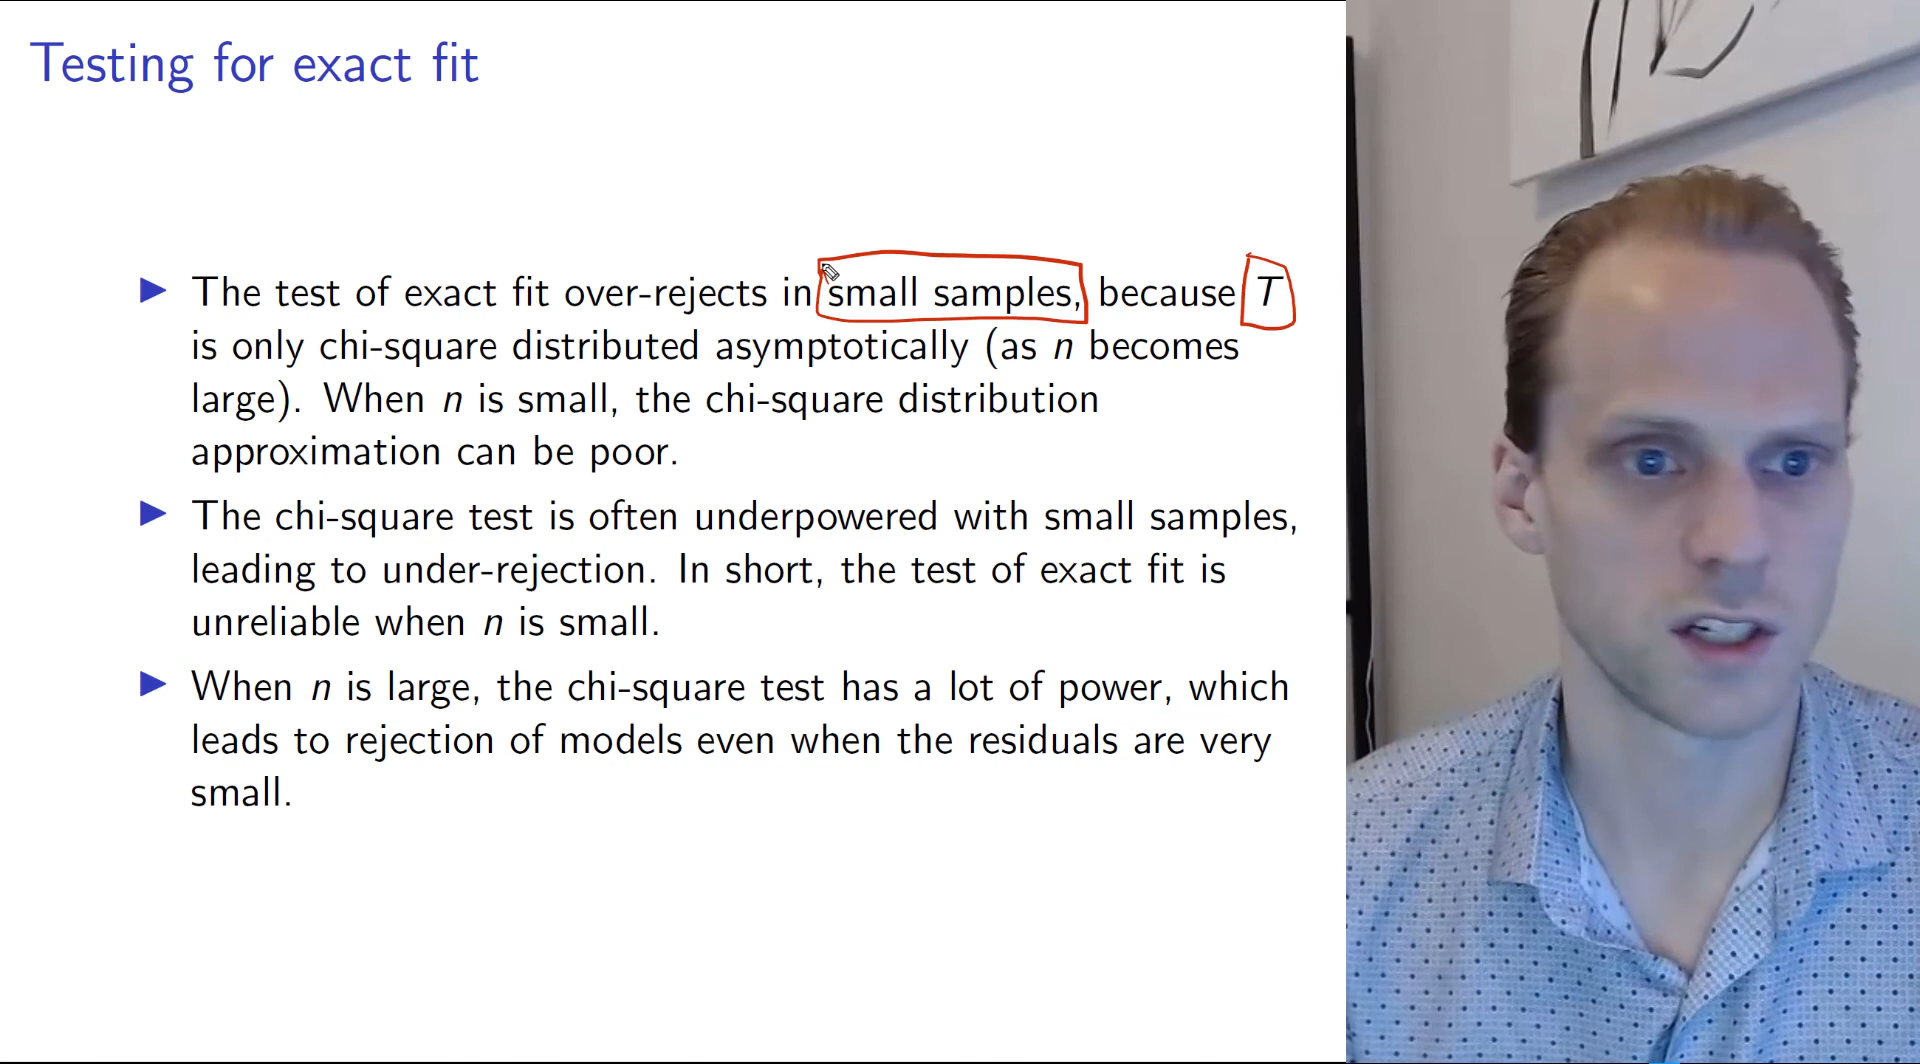 Testing for exact fit
▶ The test of exact fit over-rejects in small samples, because T
is only chi-square distributed asymptotically (as n becomes
large). When n is small, the chi-square distribution
approximation can be poor.
▶ The chi-square test is often underpowered with small samples,
leading to under-rejection. In short, the test of exact fit is
unreliable when n is small.
▶ When n is large, the chi-square test has a lot of power, which
leads to rejection of models even when the residuals are very
small.